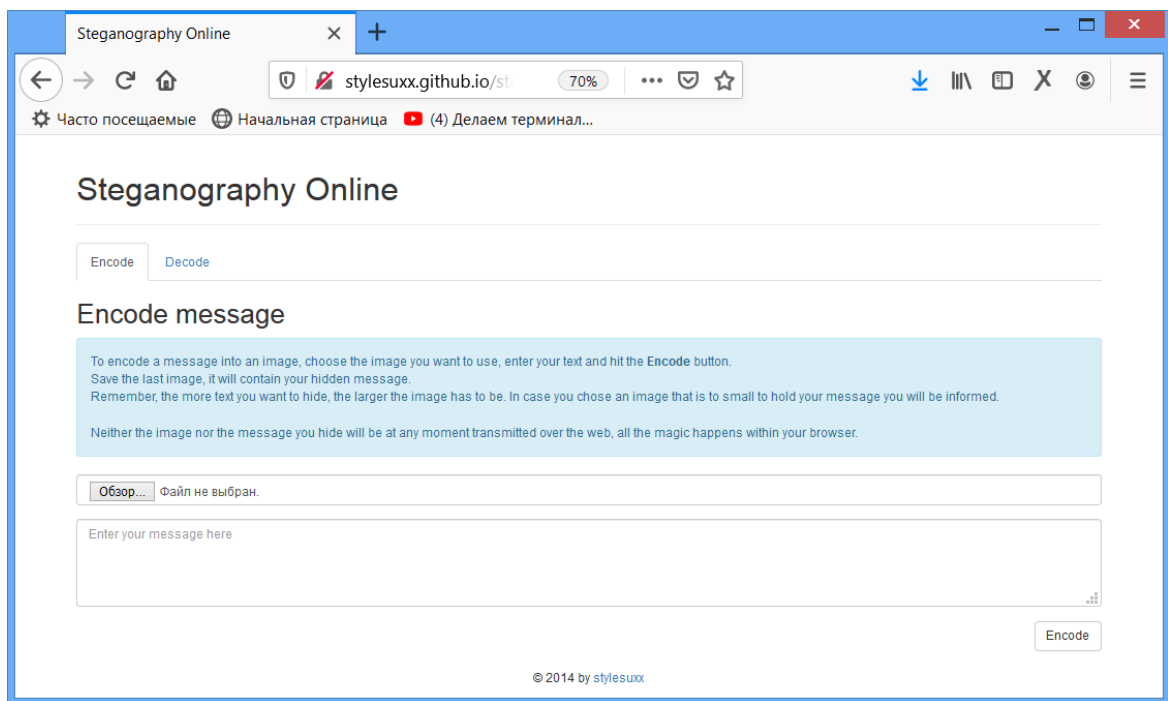 Steganography Online
stylesuxx.github.io/st
70%
Часто посещаемые Начальная страница (4) Делаем терминал...
Steganography Online
Encode Decode
Encode message
To encode a message into an image, choose the image you want to use, enter your text and hit the Encode button.
Save the last image, it will contain your hidden message.
Remember, the more text you want to hide, the larger the image has to be. In case you chose an image that is to small to hold your message you will be informed.
Neither the image nor the message you hide will be at any moment transmitted over the web, all the magic happens within your browser.
Обзор... Файл не выбран.
Enter your message here
Encode
© 2014 by stylesuxx